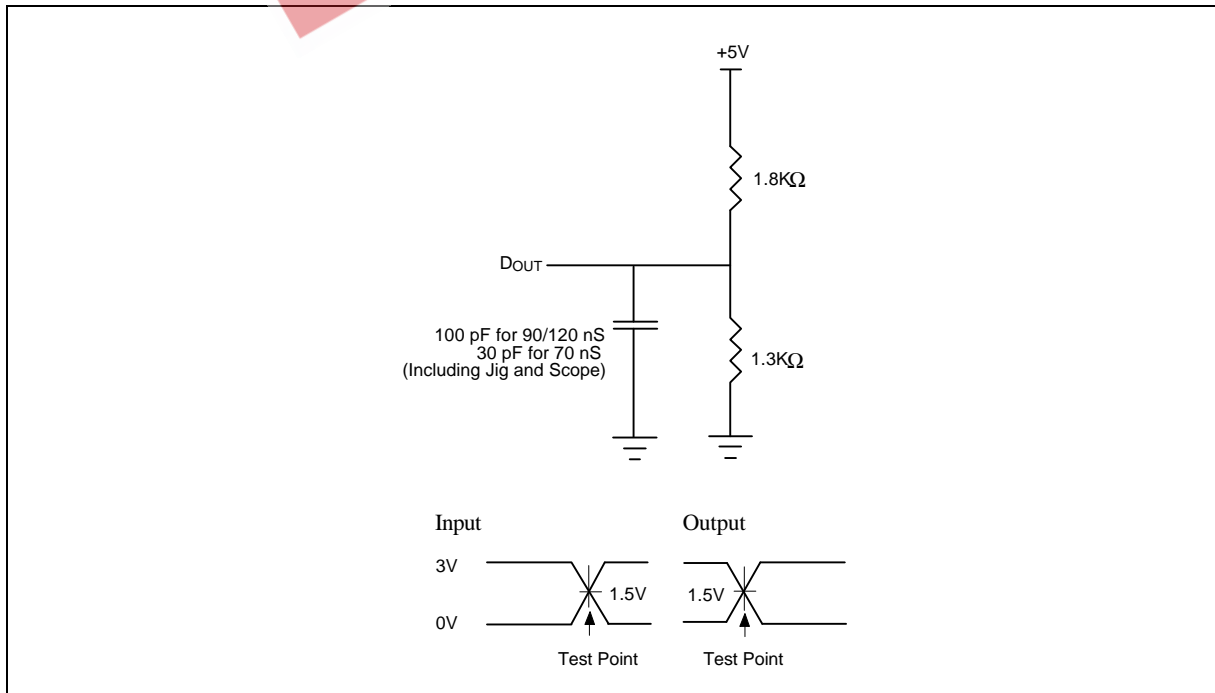 +5V
1.8KΩ
DOUT
100 pF for 90/120 nS
30 pF for 70 nS
(Including Jig and Scope)
1.3KΩ
Input
Output
3V
1.5V
1.5V
0V
Test Point
Test Point